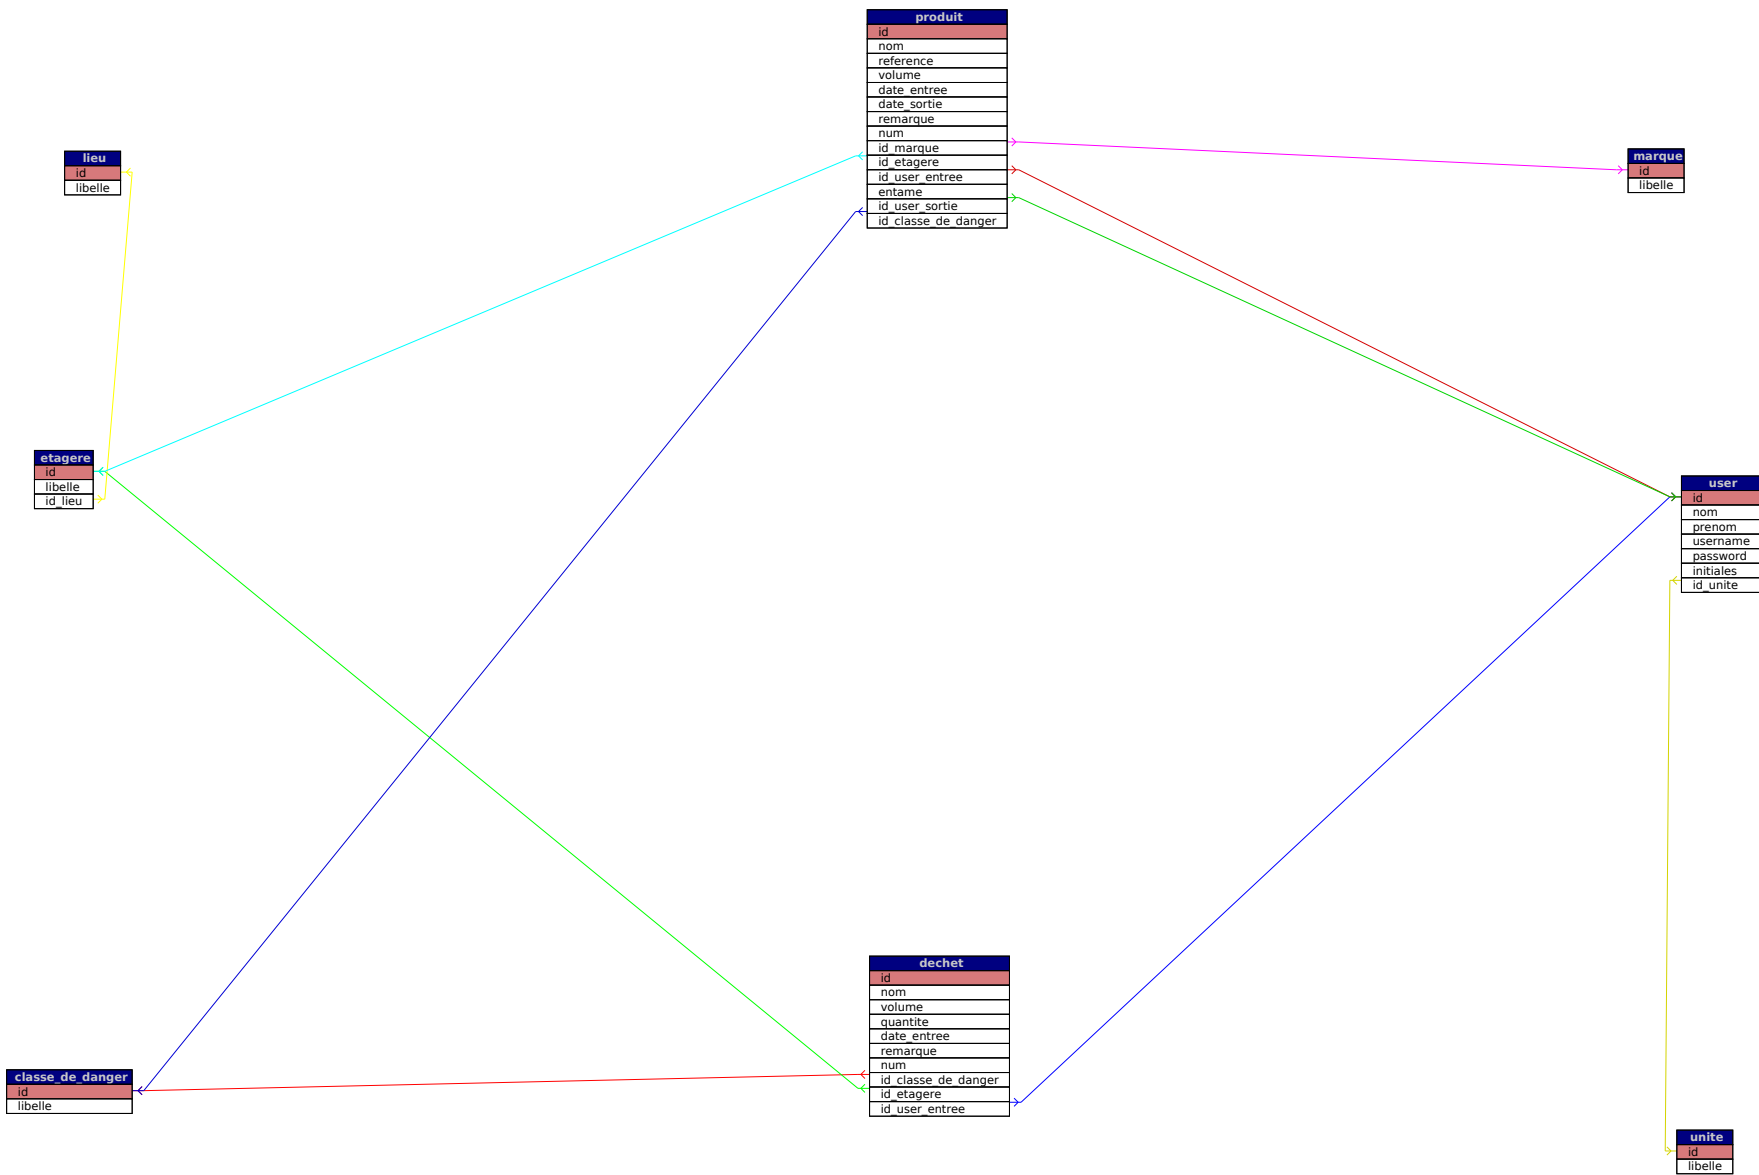 produit
id
nom
reference
volume
date_entree
date_sortie
remarque
num
id_marque
id_etagere
id_user_entree
entame
id_user_sortie
id_classe_de_danger
lieu
id
libelle
marque
id
libelle
etagere
id
libelle
id_lieu
user
id
nom
prenom
username
password
initiales
id_unite
dechet
id
nom
volume
quantite
date_entree
remarque
num
id_classe_de_danger
id_etagere
id_user_entree
classe_de_danger
id
libelle
unite
id
libelle